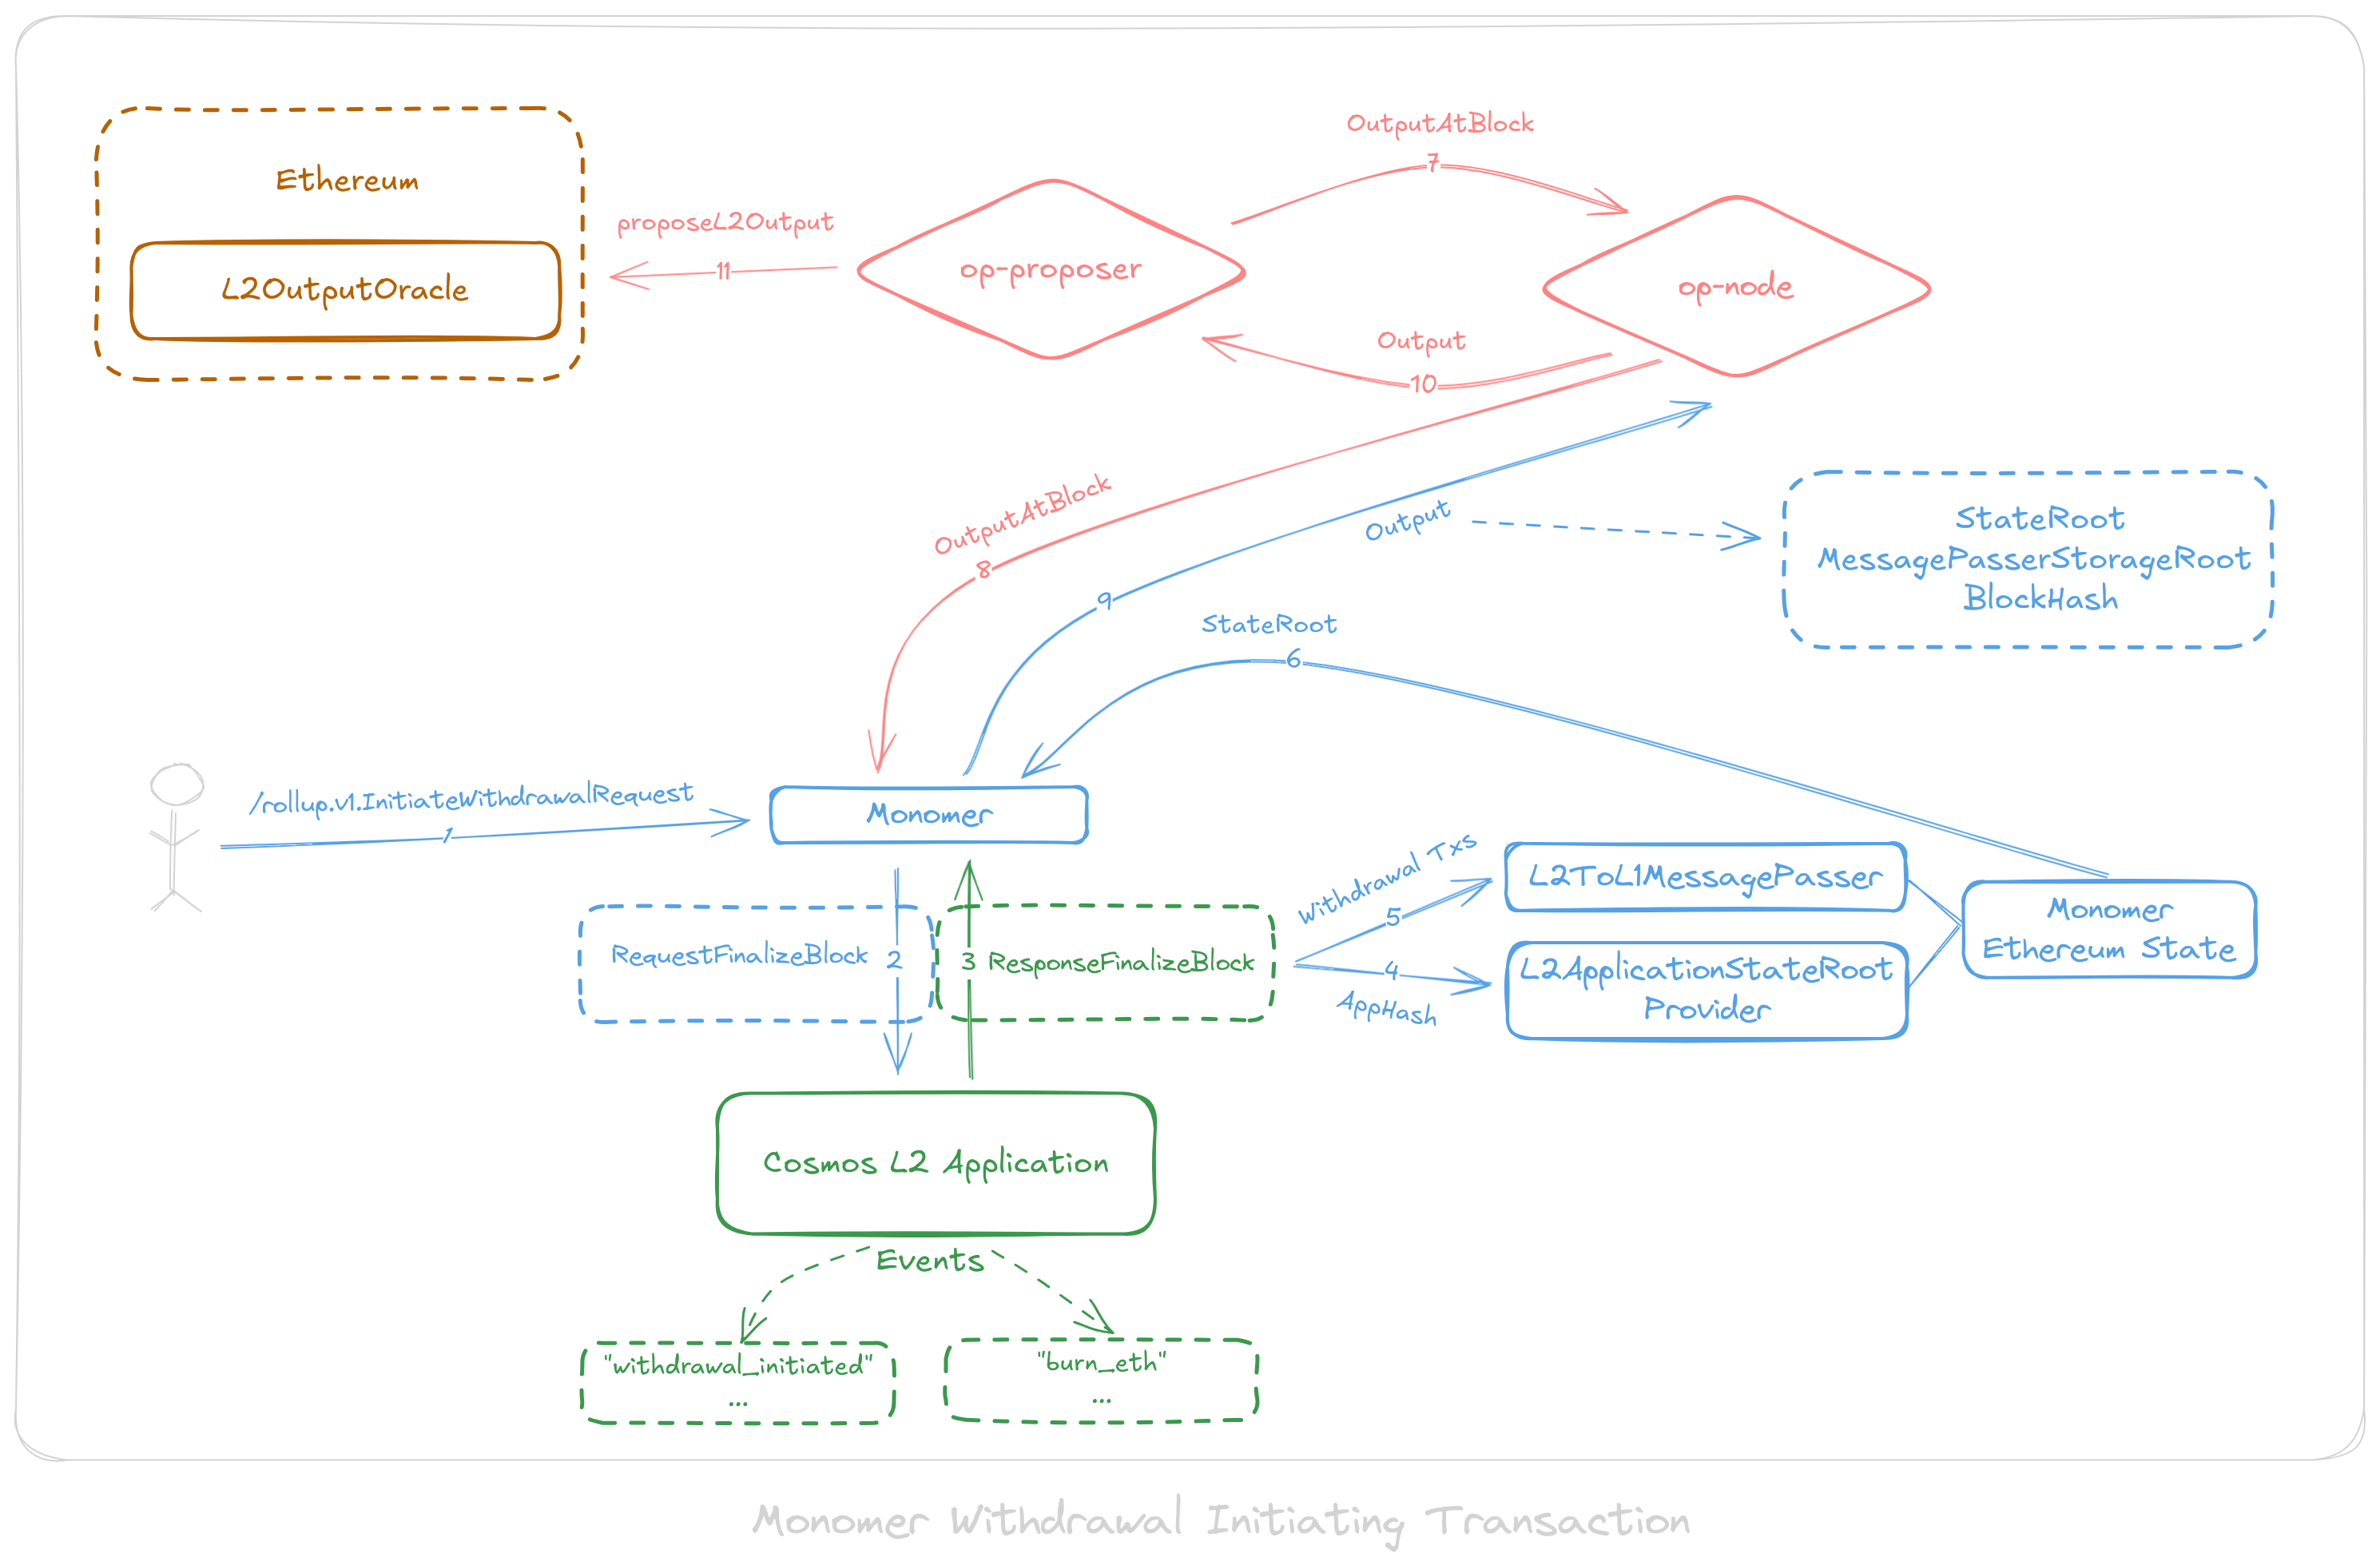 OutputAtBlock
7
Ethereum
proposeL2Output
11
L2OutputOracle
op-proposer
op-node
Output
10
OutputAtBlock
8
Output
9
StateRoot
MessagePasserStorageRoot
BlockHash
StateRoot
6
/rollup.v1.InitiateWithdrawalRequest
1
Monomer
Withdrawal Txs
5
L2ToL1MessagePasser
Monomer
Ethereum State
RequestFinalizeBlock
2
3
ResponseFinalizeBlock
4
AppHash
L2ApplicationStateRoot
Provider
Cosmos L2 Application
Events
"withdrawal_initiated"
...
"burn_eth"
...
Monomer Withdrawal Initiating Transaction